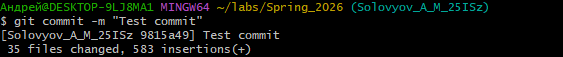 Андрей@DESKTOP-9LJ8MA1 MINGW64 ~/labs/Spring_2026 (Solovyov_A_M_25ISz)
$ git commit -m "Test commit"
[Solovyov_A_M_25ISz 9815a49] Test commit
 35 files changed, 583 insertions(+)